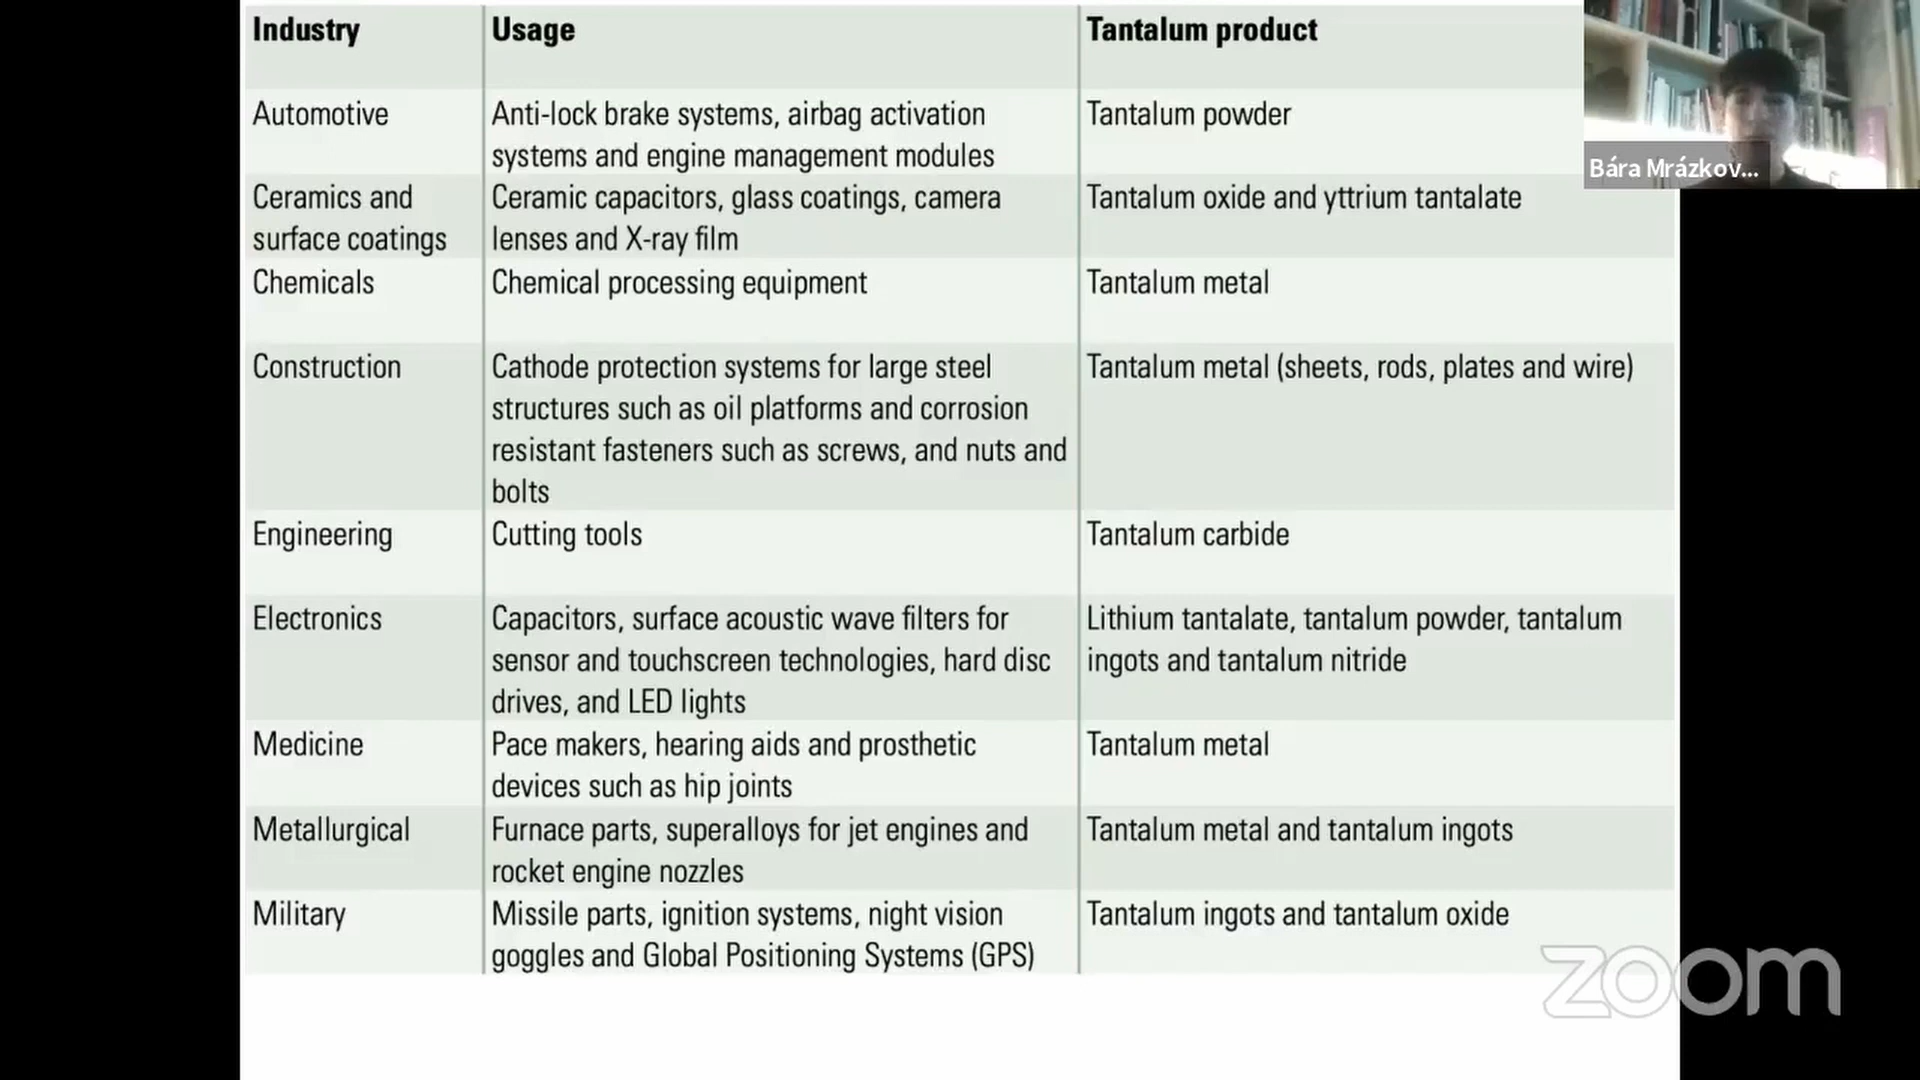 Industry Usage Tantalum product
Automotive Anti-lock brake systems, airbag activation Tantalum powder
systems and engine management modules
Ceramics and Ceramic capacitors, glass coatings, camera Tantalum oxide and yttrium tantalate
surface coatings lenses and X-ray film
Chemicals Chemical processing equipment Tantalum metal
Construction Cathode protection systems for large steel Tantalum metal (sheets, rods, plates and wire)
structures such as oil platforms and corrosion
resistant fasteners such as screws, and nuts and
bolts
Engineering Cutting tools Tantalum carbide
Electronics Capacitors, surface acoustic wave filters for Lithium tantalate, tantalum powder, tantalum
sensor and touchscreen technologies, hard disc ingots and tantalum nitride
drives, and LED lights
Medicine Pace makers, hearing aids and prosthetic Tantalum metal
devices such as hip joints
Metallurgical Furnace parts, superalloys for jet engines and Tantalum metal and tantalum ingots
rocket engine nozzles
Military Missile parts, ignition systems, night vision Tantalum ingots and tantalum oxide
goggles and Global Positioning Systems (GPS)
Bára Mrázkov...
zoom